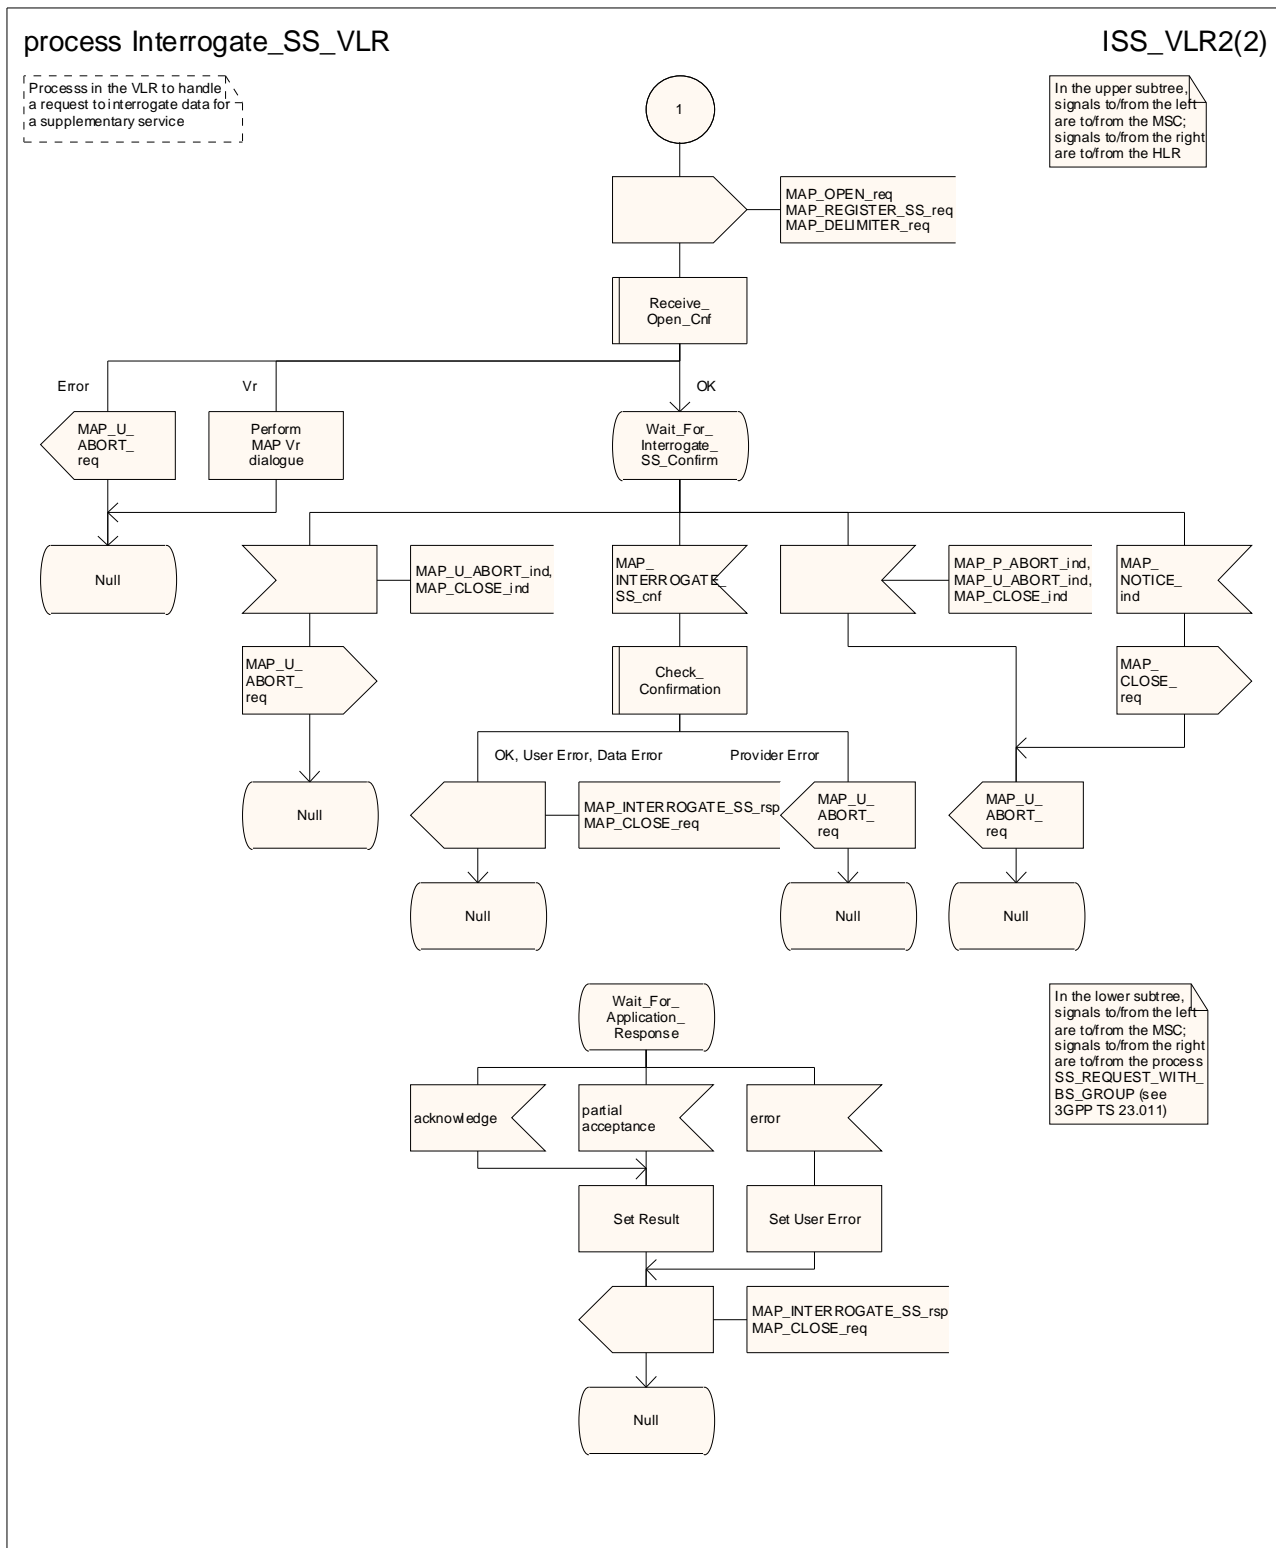 process Interrogate_SS_VLR
ISS_VLR2(2)
Processs in the VLR to handle
a request to interrogate data for
a supplementary service
1
In the upper subtree,
signals to/from the left
are to/from the MSC;
signals to/from the right
are to/from the HLR
MAP_OPEN_req
MAP_REGISTER_SS_req
MAP_DELIMITER_req
Receive_
Open_Cnf
Error
Vr
OK
MAP_U_
ABORT_
req
Perform
MAP Vr
dialogue
Wait_For_
Interrogate_
SS_Confirm
Null
MAP_U_ABORT_ind,
MAP_CLOSE_ind
MAP_
INTERROGATE_
SS_cnf
MAP_P_ABORT_ind,
MAP_U_ABORT_ind,
MAP_CLOSE_ind
MAP_
NOTICE_
ind
MAP_U_
ABORT_
req
Check_
Confirmation
MAP_
CLOSE_
req
OK, User Error, Data Error
Provider Error
Null
MAP_INTERROGATE_SS_rsp
MAP_CLOSE_req
MAP_U_
ABORT_
req
MAP_U_
ABORT_
req
Null
Null
Null
Wait_For_
Application_
Response
In the lower subtree,
signals to/from the left
are to/from the MSC;
signals to/from the right
are to/from the process
SS_REQUEST_WITH_
BS_GROUP (see
3GPP TS 23.011)
acknowledge
partial
acceptance
error
Set Result
Set User Error
MAP_INTERROGATE_SS_rsp
MAP_CLOSE_req
Null